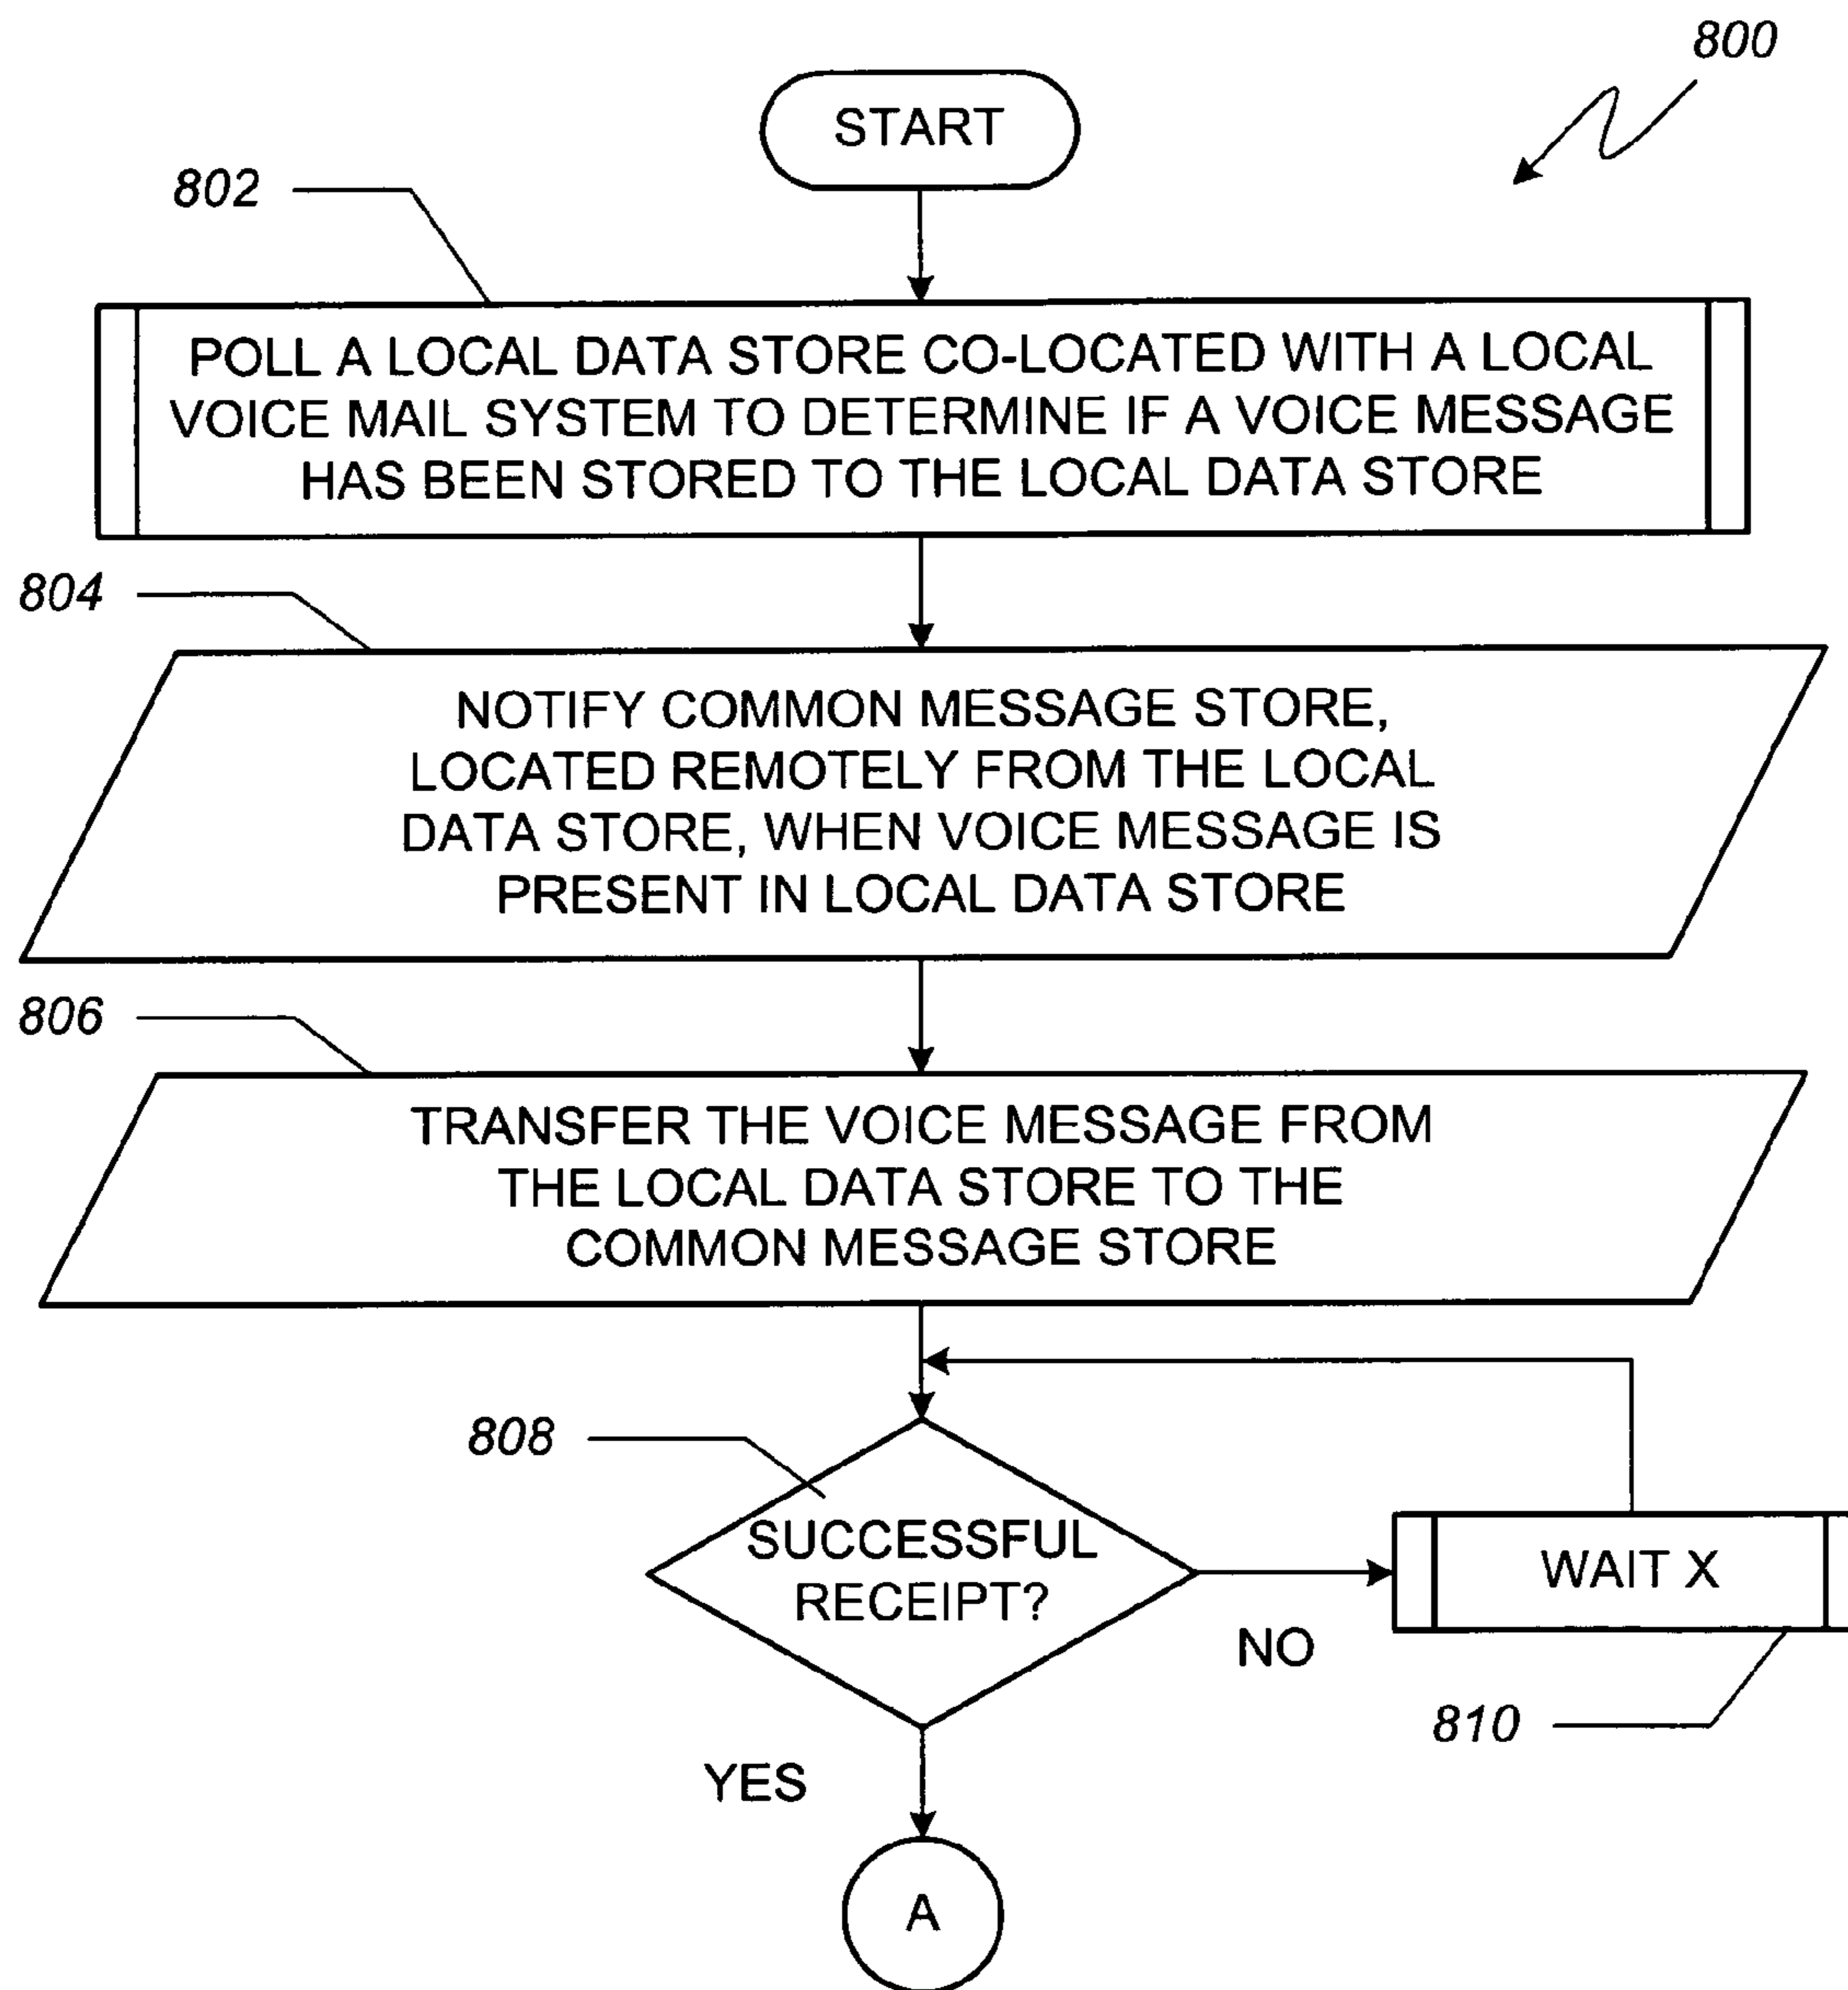 800
START
802
POLL A LOCAL DATA STORE CO-LOCATED WITH A LOCAL
VOICE MAIL SYSTEM TO DETERMINE IF A VOICE MESSAGE
HAS BEEN STORED TO THE LOCAL DATA STORE
804
NOTIFY COMMON MESSAGE STORE,
LOCATED REMOTELY FROM THE LOCAL
DATA STORE, WHEN VOICE MESSAGE IS
PRESENT IN LOCAL DATA STORE
806
TRANSFER THE VOICE MESSAGE FROM
THE LOCAL DATA STORE TO THE
COMMON MESSAGE STORE
808
SUCCESSFUL
RECEIPT?
WAIT X
NO
810
YES
A